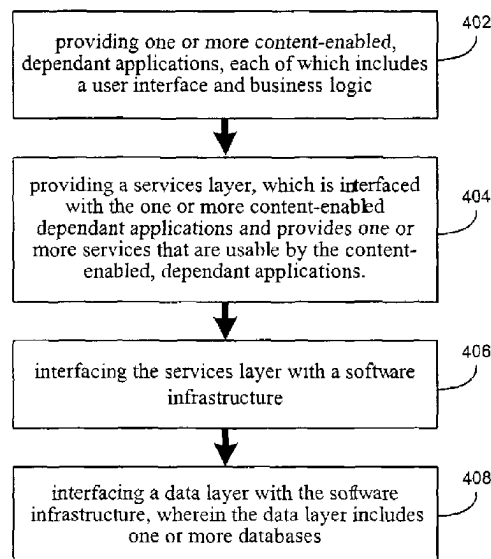 providing one or more content-enabled,
dependant applications, each of which includes
a user interface and business logic
402
providing a services layer, which is interfaced
with the one or more content-enabled
dependant applications and provides one or
more services that are usable by the content-
enabled, dependant applications.
404
interfacing the services layer with a software
infrastructure
406
interfacing a data layer with the software
infrastructure, wherein the data layer includes
one or more databases
408